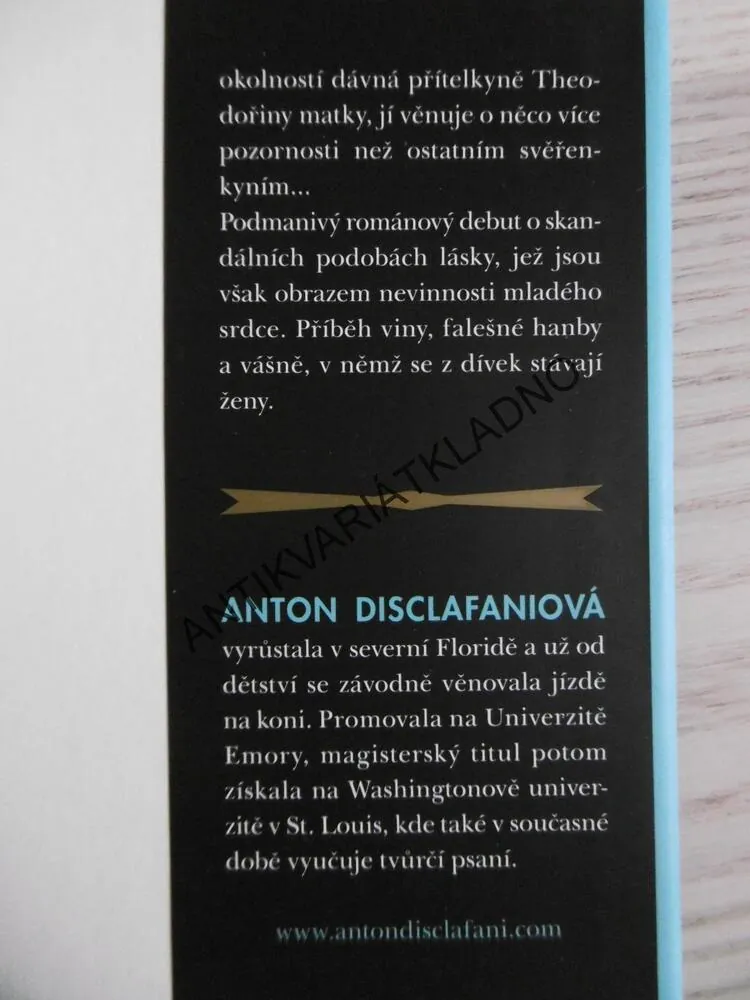 okolností dávná přítelkyně Theo-
dořiny matky, jí věnuje o něco více
pozornosti než ostatním svěřen-
kyním...
Podmanivý románový debut o skan-
dálních podobách lásky, jež jsou
však obrazem nevinnosti mladého
srdce. Příběh viny, falešné hanby
a vášně, v němž se z dívek stávají
ženy.
ANTIKVARIÁTKLADNO
ANTON DISCLAFANIOVÁ
vyrůstala v severní Floridě a už od
dětství se závodně věnovala jízdě
na koni. Promovala na Univerzitě
Emory, magisterský titul potom
získala na Washingtonově univer-
zitě v St. Louis, kde také v současné
době vyučuje tvůrčí psaní.
www.antondisclafani.com